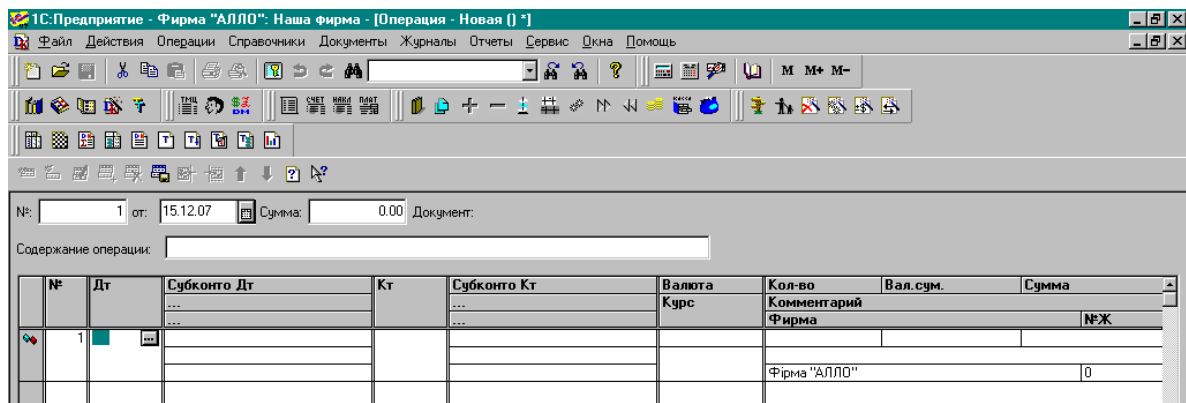 1С:Предприятие - Фирма "АЛЛО": Наша фирма - [Операция - Новая () *]
Файл Действия Операции Справочники Документы Журналы Отчеты Сервис Окна Помощь
M M+ M-
№: 1 от: 15.12.07 Сумма: 0.00 Документ:
Содержание операции:
№ Дт Субконто Дт Кт Субконто Кт Валюта Кол-во Вал.сум. Сумма
... ... Курс Комментарий
... ... Фирма №Ж
1 ...
Фірма "АЛЛО" 0